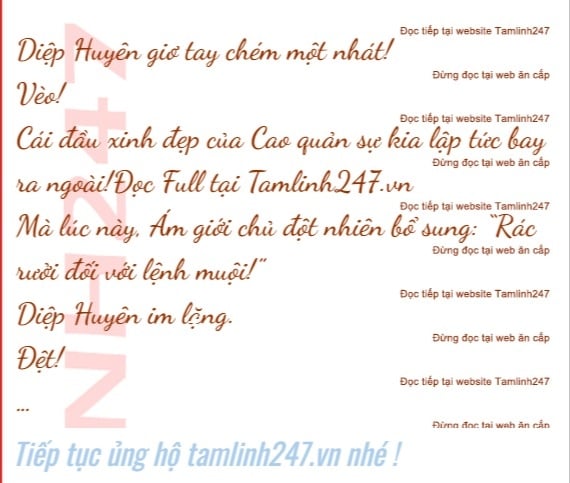 Đọc tiếp tại website Tamlinh247
Diệp Huyên giơ tay chém một nhát!
Đừng đọc tại web ăn cắp
Vèo!
Đọc tiếp tại website Tamlinh247
Cái đầu xinh đẹp của Cao quản sự kia lập tức bay
Đừng đọc tại web ăn cắp
ra ngoài!Đọc Full tại Tamlinh247.vn
Đọc tiếp tại website Tamlinh247
Mà lúc này, Ám giới chủ đột nhiên bổ sung: “Rác
Đừng đọc tại web ăn cắp
rưởi đối với lệnh muội!”
Đọc tiếp tại website Tamlinh247
Diệp Huyên im lặng.
Đừng đọc tại web ăn cắp
Đệt!
Đọc tiếp tại website Tamlinh247
...
Đừng đọc tại web ăn cắp
NH247
Tiếp tục ủng hộ tamlinh247.vn nhé !